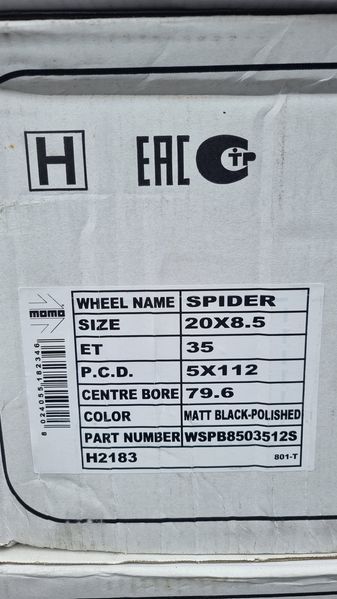 H EAC CTP
momo
WHEEL NAME SPIDER
SIZE 20X8.5
ET 35
P.C.D. 5X112
CENTRE BORE 79.6
COLOR MATT BLACK-POLISHED
PART NUMBER WSPB8503512S
H2183 801-T
8 024055 182346